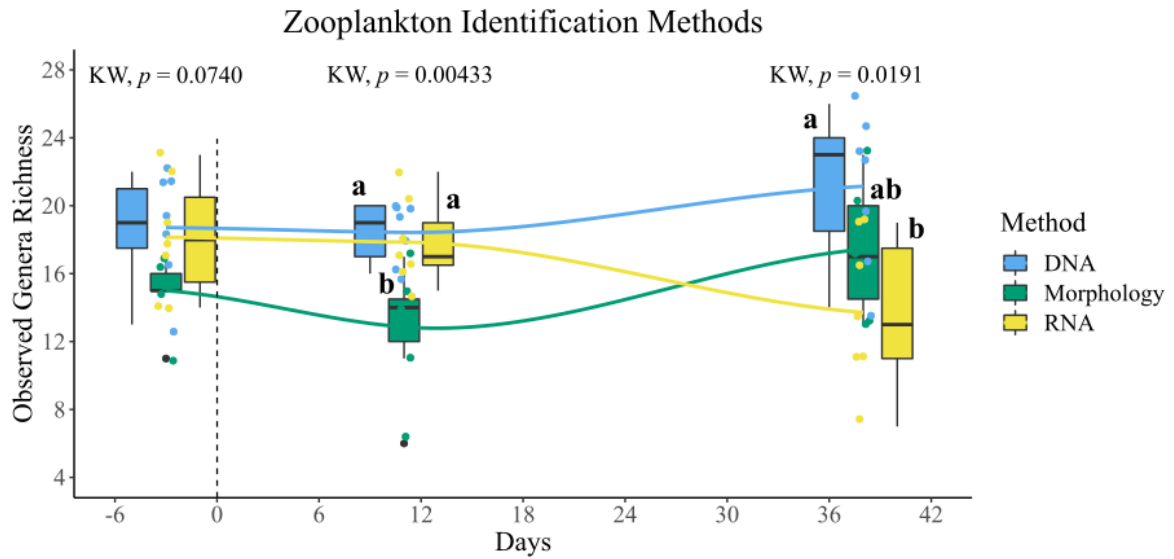 Zooplankton Identification Methods
KW, p = 0.0740
KW, p = 0.00433
KW, p = 0.0191
28
24
20
16
12
8
4
Observed Genera Richness
a
b
a
a
ab
b
-6
0
6
12
18
24
30
36
42
Days
Method
DNA
Morphology
RNA